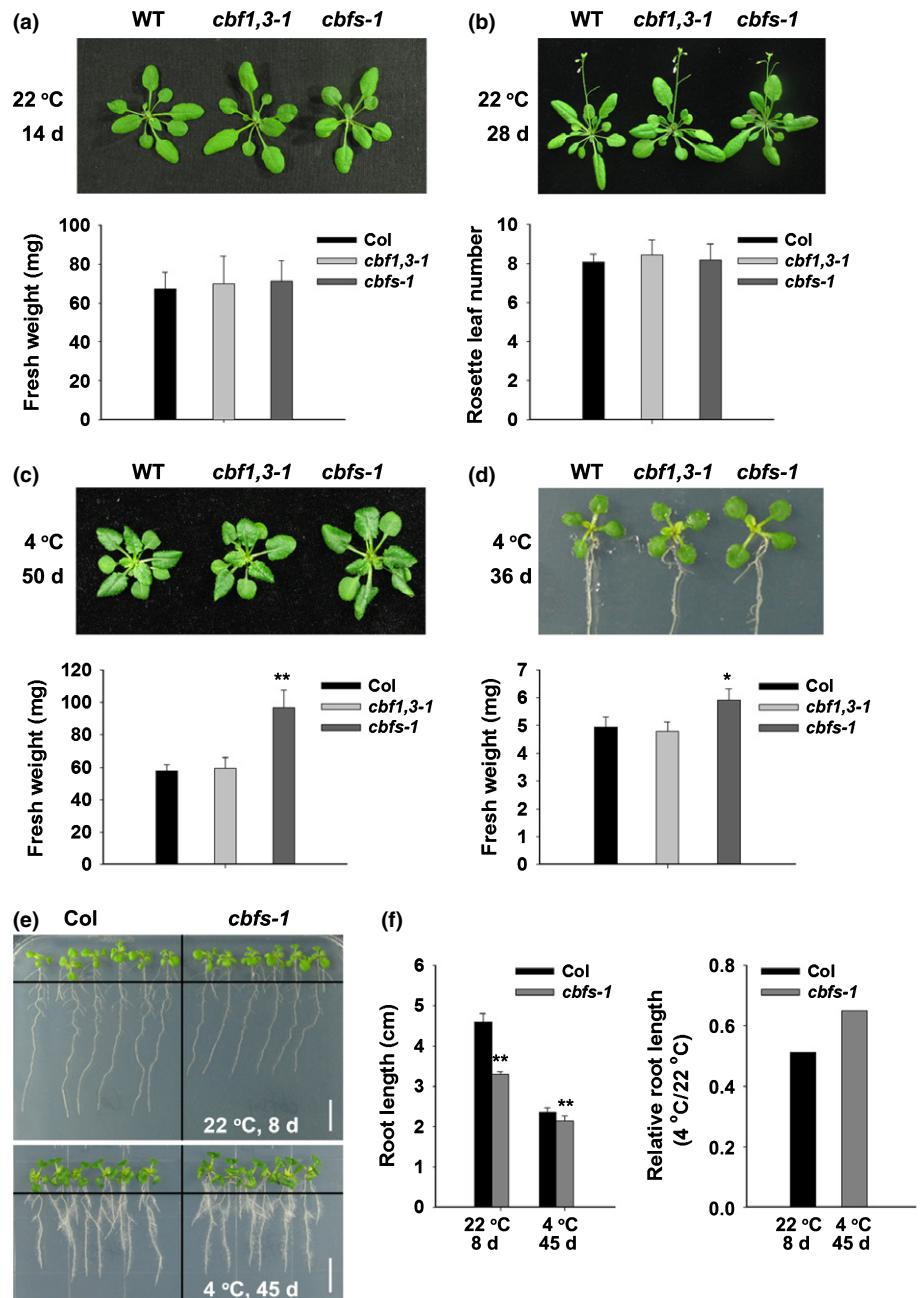 (a) WT cbf1,3-1 cbfs-1
22 °C
14 d
Fresh weight (mg)
100
80
60
40
20
0
Col
cbf1,3-1
cbfs-1
(b) WT cbf1,3-1 cbfs-1
22 °C
28 d
Rosette leaf number
10
8
6
4
2
0
Col
cbf1,3-1
cbfs-1
(c) WT cbf1,3-1 cbfs-1
4 °C
50 d
Fresh weight (mg)
120
100
80
60
40
20
0
**
Col
cbf1,3-1
cbfs-1
(d) WT cbf1,3-1 cbfs-1
4 °C
36 d
Fresh weight (mg)
7
6
5
4
3
2
1
0
*
Col
cbf1,3-1
cbfs-1
(e) Col cbfs-1
22 °C, 8 d
4 °C, 45 d
(f)
Root length (cm)
6
5
4
3
2
1
0
Col
cbfs-1
**
**
22 °C 4 °C
8 d 45 d
Relative root length
(4 °C/22 °C)
0.8
0.6
0.4
0.2
0.0
Col
cbfs-1
22 °C 4 °C
8 d 45 d